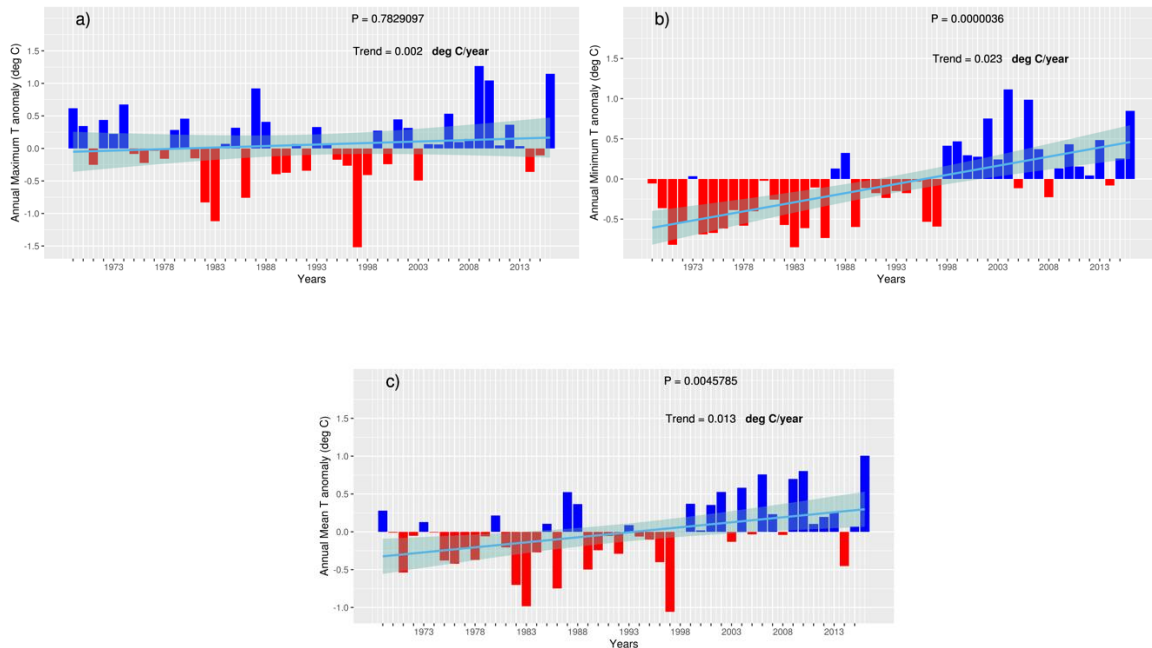 a)
P = 0.7829097
Trend = 0.002 deg C/year
Annual Maximum T anomaly (deg C)
1.5
1.0
0.5
0.0
-0.5
-1.0
-1.5
1973 1978 1983 1988 1993 1998 2003 2008 2013
Years
b)
P = 0.0000036
Trend = 0.023 deg C/year
Annual Minimum T anomaly (deg C)
1.5
1.0
0.5
0.0
-0.5
1973 1978 1983 1988 1993 1998 2003 2008 2013
Years
c)
P = 0.0045785
Trend = 0.013 deg C/year
Annual Mean T anomaly (deg C)
1.5
1.0
0.5
0.0
-0.5
-1.0
1973 1978 1983 1988 1993 1998 2003 2008 2013
Years